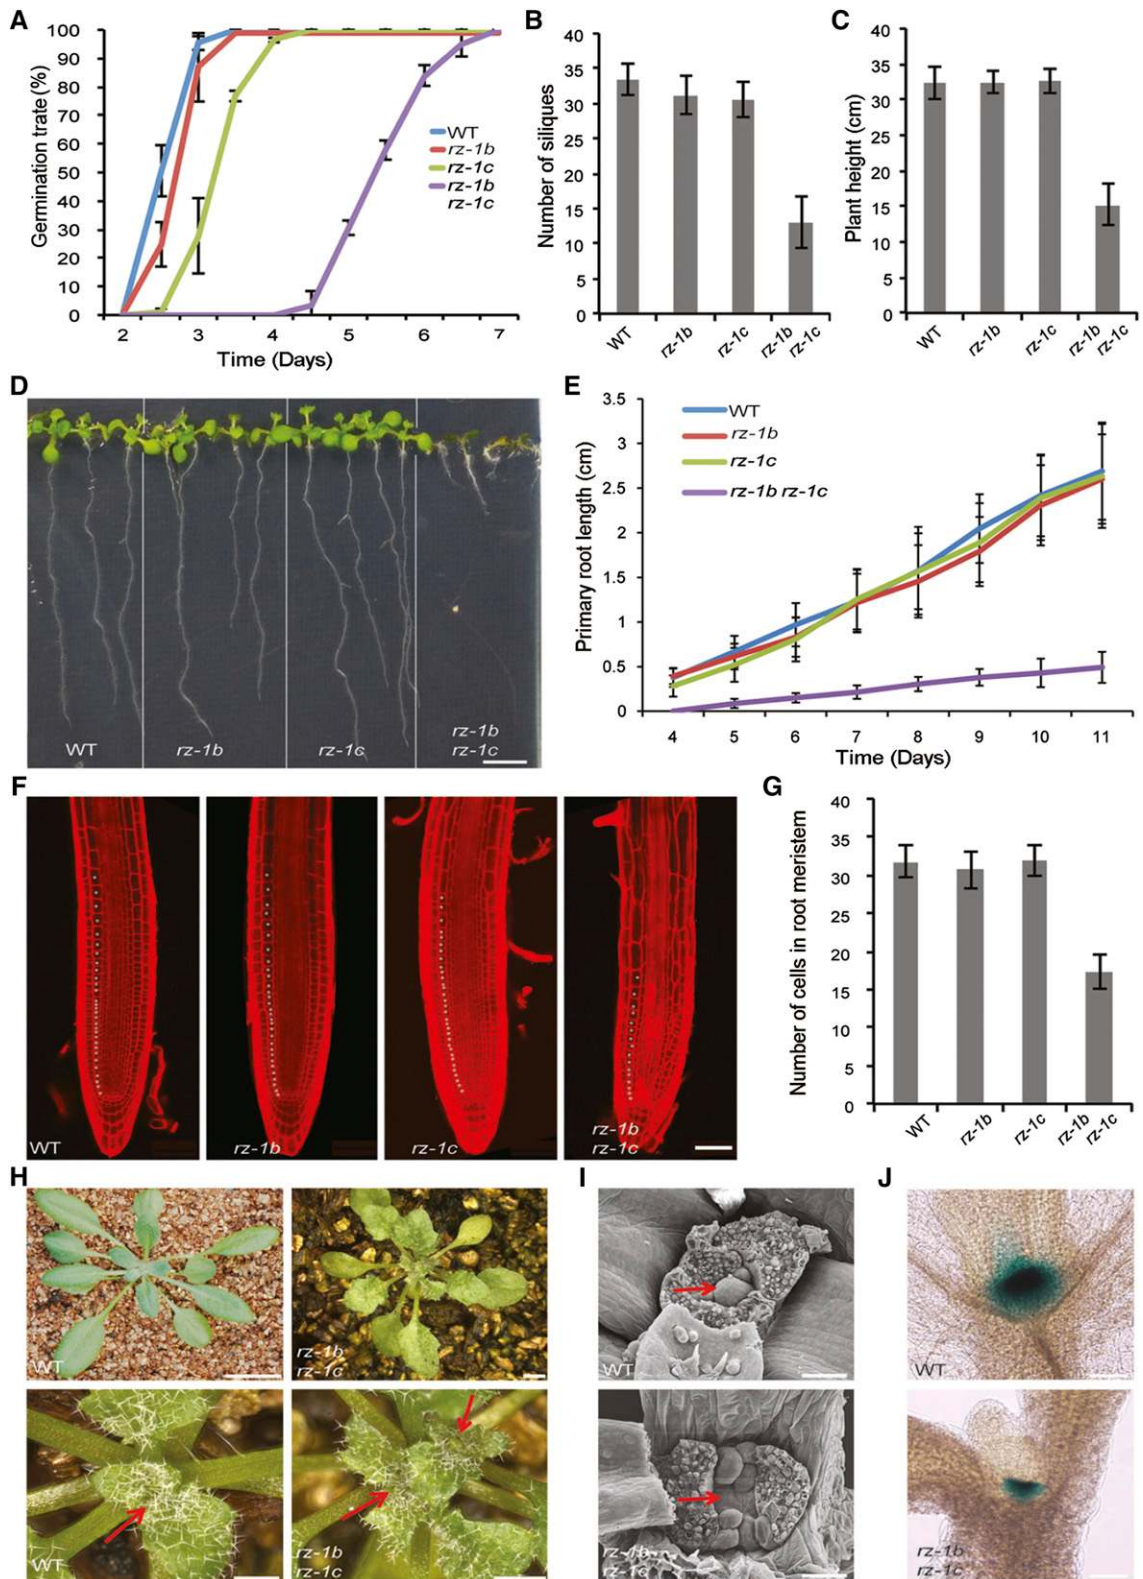 A
Germination trate(%)
100
90
80
70
60
50
40
30
20
10
0
2
3
4
5
6
7
Time (Days)
WT
rz-1b
rz-1c
rz-1b
rz-1c
B
Number of siliques
40
35
30
25
20
15
10
5
0
WT
rz-1b
rz-1c
rz-1b
rz-1c
C
Plant height (cm)
40
35
30
25
20
15
10
5
0
WT
rz-1b
rz-1c
rz-1b
rz-1c
D
WT
rz-1b
rz-1c
rz-1b
rz-1c
E
Primary root length (cm)
3.5
3
2.5
2
1.5
1
0.5
0
4
5
6
7
8
9
10
11
Time (Days)
WT
rz-1b
rz-1c
rz-1b rz-1c
F
WT
rz-1b
rz-1c
rz-1b
rz-1c
G
Number of cells in root meristem
40
35
30
25
20
15
10
5
0
WT
rz-1b
rz-1c
rz-1b
rz-1c
H
WT
rz-1b
rz-1c
WT
rz-1b
rz-1c
I
WT
rz-1b
rz-1c
J
WT
rz-1b
rz-1c